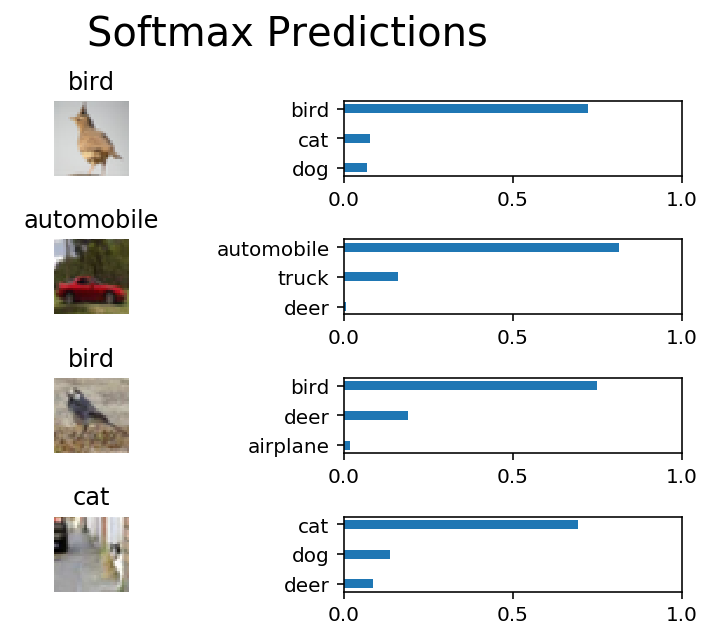 Softmax Predictions
bird
bird
cat
dog
0.0 0.5 1.0
automobile
automobile
truck
deer
0.0 0.5 1.0
bird
bird
deer
airplane
0.0 0.5 1.0
cat
cat
dog
deer
0.0 0.5 1.0